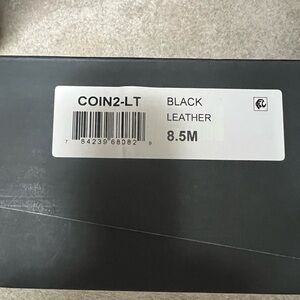 COIN2-LT
BLACK
LEATHER
8.5M
7 84239 68082 9